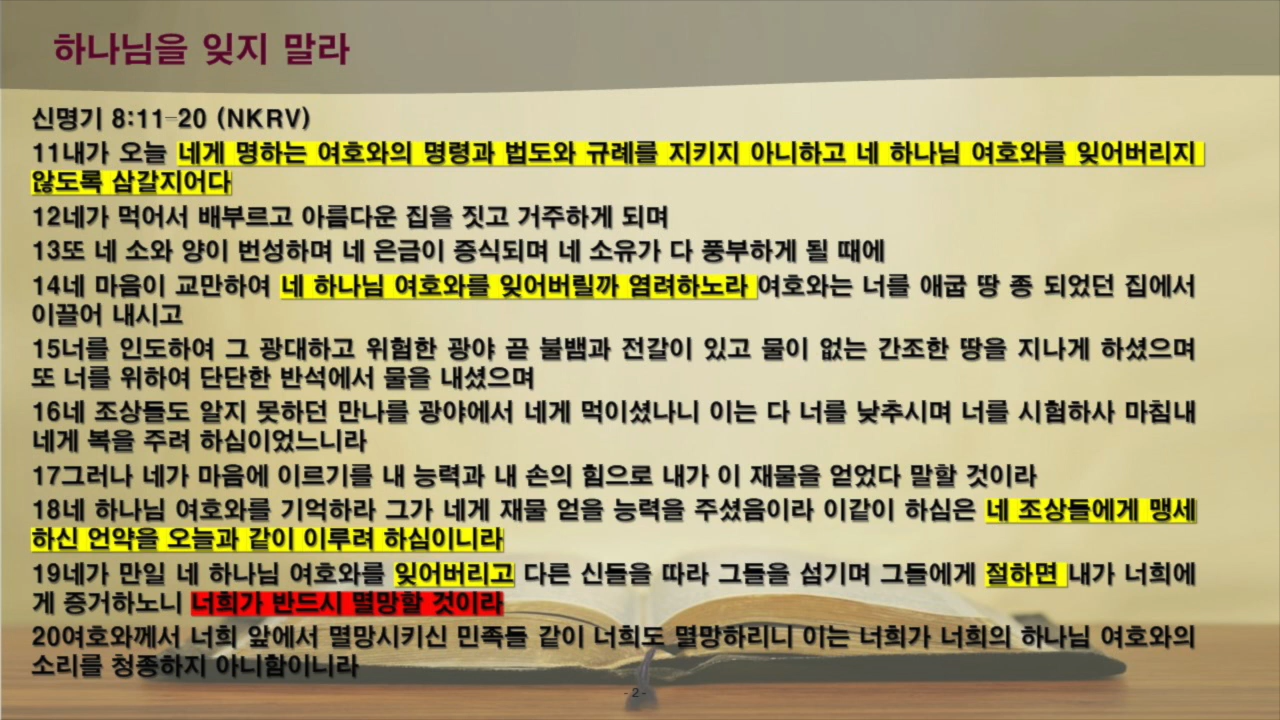 하나님을 잊지 말라
신명기 8:11-20 (NKRV)
11내가 오늘 네게 명하는 여호와의 명령과 법도와 규례를 지키지 아니하고 네 하나님 여호와를 잊어버리지
않도록 삼갈지어다
12네가 먹어서 배부르고 아름다운 집을 짓고 거주하게 되며
13또 네 소와 양이 번성하며 네 은금이 증식되며 네 소유가 다 풍부하게 될 때에
14네 마음이 교만하여 네 하나님 여호와를 잊어버릴까 염려하노라 여호와는 너를 애굽 땅 종 되었던 집에서
이끌어 내시고
15너를 인도하여 그 광대하고 위험한 광야 곧 불뱀과 전갈이 있고 물이 없는 간조한 땅을 지나게 하셨으며
또 너를 위하여 단단한 반석에서 물을 내셨으며
16네 조상들도 알지 못하던 만나를 광야에서 네게 먹이셨나니 이는 다 너를 낮추시며 너를 시험하사 마침내
네게 복을 주려 하심이었느니라
17그러나 네가 마음에 이르기를 내 능력과 내 손의 힘으로 내가 이 재물을 얻었다 말할 것이라
18네 하나님 여호와를 기억하라 그가 네게 재물 얻을 능력을 주셨음이라 이같이 하심은 네 조상들에게 맹세
하신 언약을 오늘과 같이 이루려 하심이니라
19네가 만일 네 하나님 여호와를 잊어버리고 다른 신들을 따라 그들을 섬기며 그들에게 절하면 내가 너희에
게 증거하노니 너희가 반드시 멸망할 것이라
20여호와께서 너희 앞에서 멸망시키신 민족들 같이 너희도 멸망하리니 이는 너희가 너희의 하나님 여호와의
소리를 청종하지 아니함이니라
- 2 -